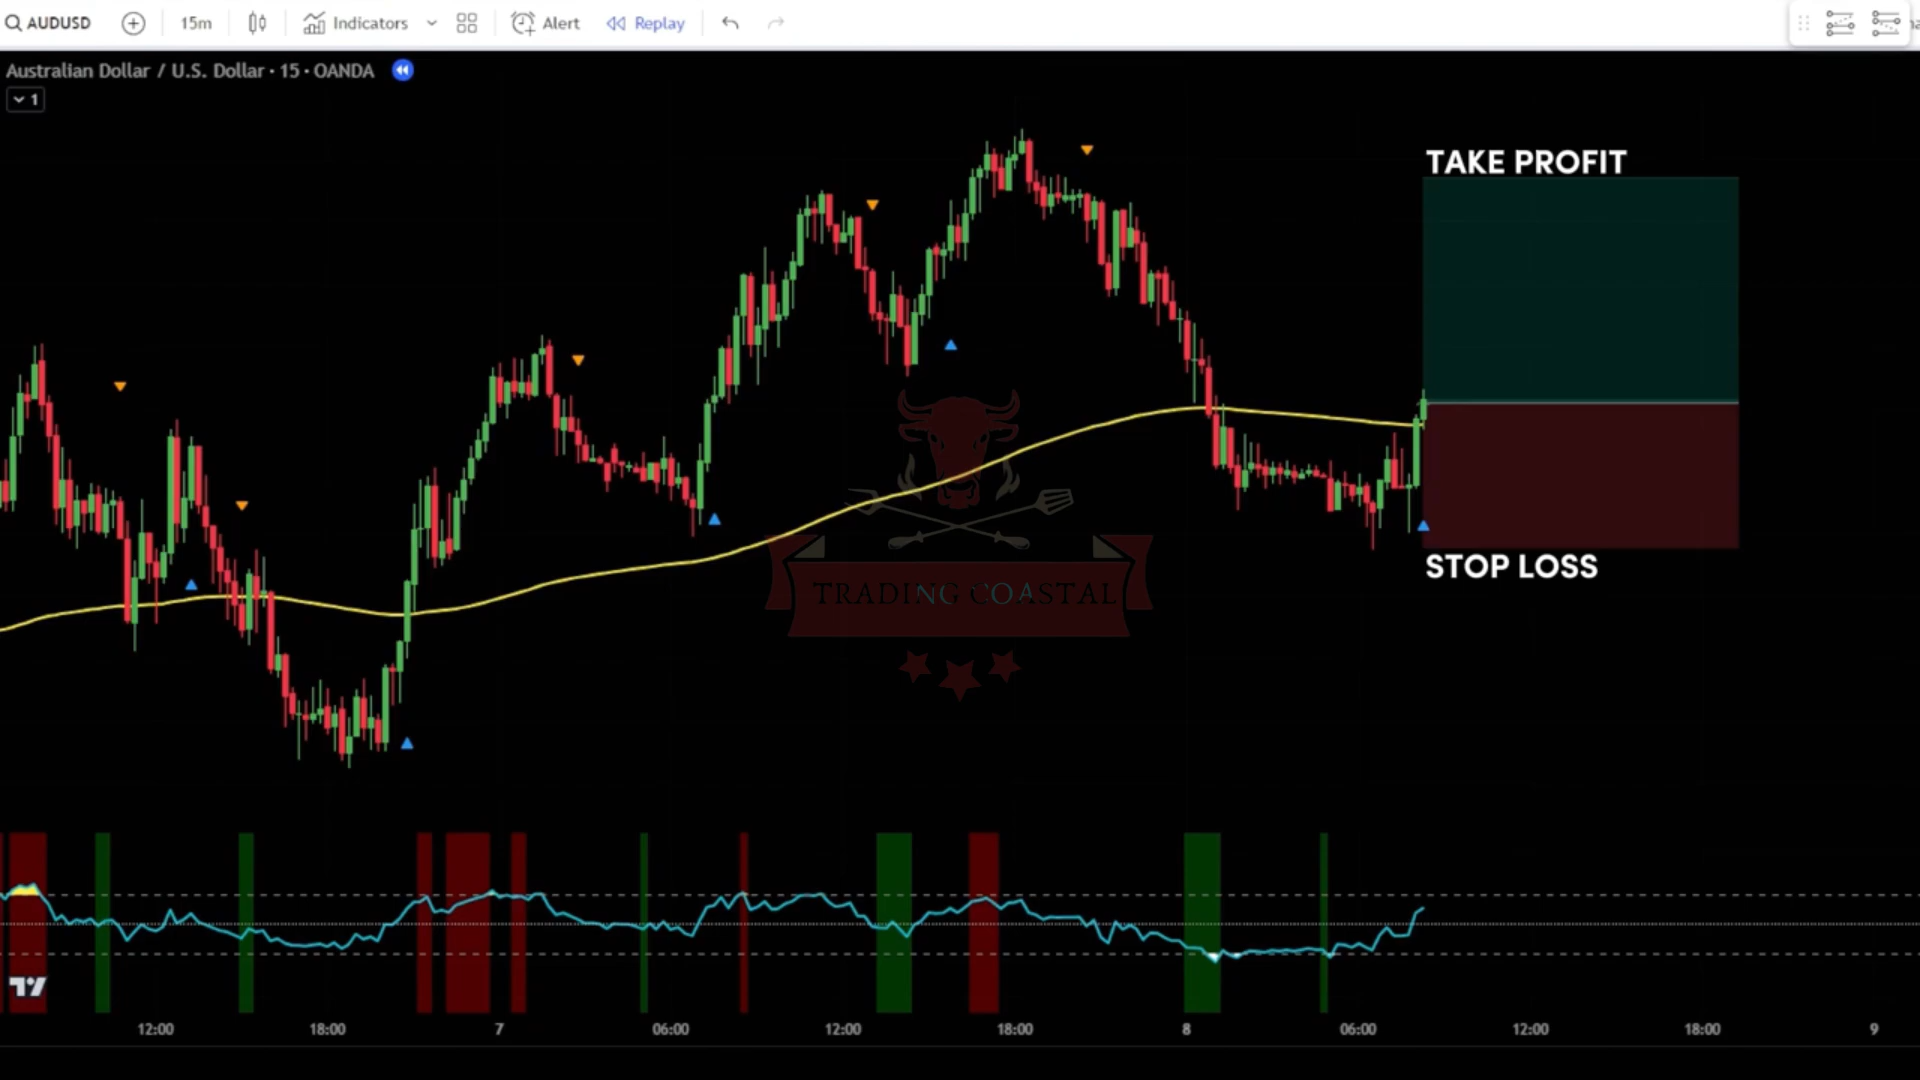 AUDUSD 15m Indicators Alert Replay
Australian Dollar / U.S. Dollar · 15 · OANDA
1
TAKE PROFIT
STOP LOSS
TRADING COASTAL
12:00 18:00 7 06:00 12:00 18:00 8 06:00 12:00 18:00 9